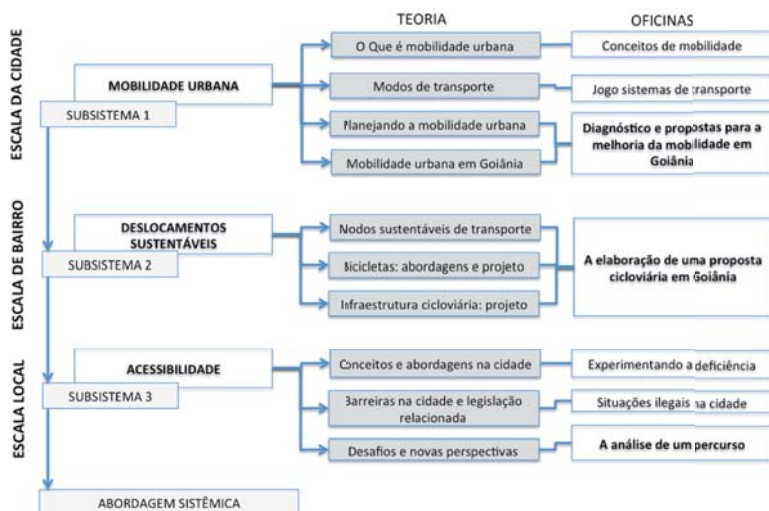 TEORIA
OFICINAS
ESCALA DA CIDADE
MOBILIDADE URBANA
SUBSISTEMA 1
O Que é mobilidade urbana
Conceitos de mobilidade
Modos de transporte
Jogo sistemas de transporte
Planejando a mobilidade urbana
Mobilidade urbana em Goiânia
Diagnóstico e propostas para a
melhoria da mobilidade em
Goiânia
ESCALA DE BAIRRO
DESLOCAMENTOS
SUSTENTÁVEIS
SUBSISTEMA 2
Nodos sustentáveis de transporte
Bicicletas: abordagens e projeto
Infraestrutura cicloviária: projeto
A elaboração de uma proposta
cicloviária em Goiânia
ESCALA LOCAL
ACESSIBILIDADE
SUBSISTEMA 3
Conceitos e abordagens na cidade
Experimentando a deficiência
Barreiras na cidade e legislação
relacionada
Situações ilegais na cidade
Desafios e novas perspectivas
A análise de um percurso
ABORDAGEM SISTÊMICA